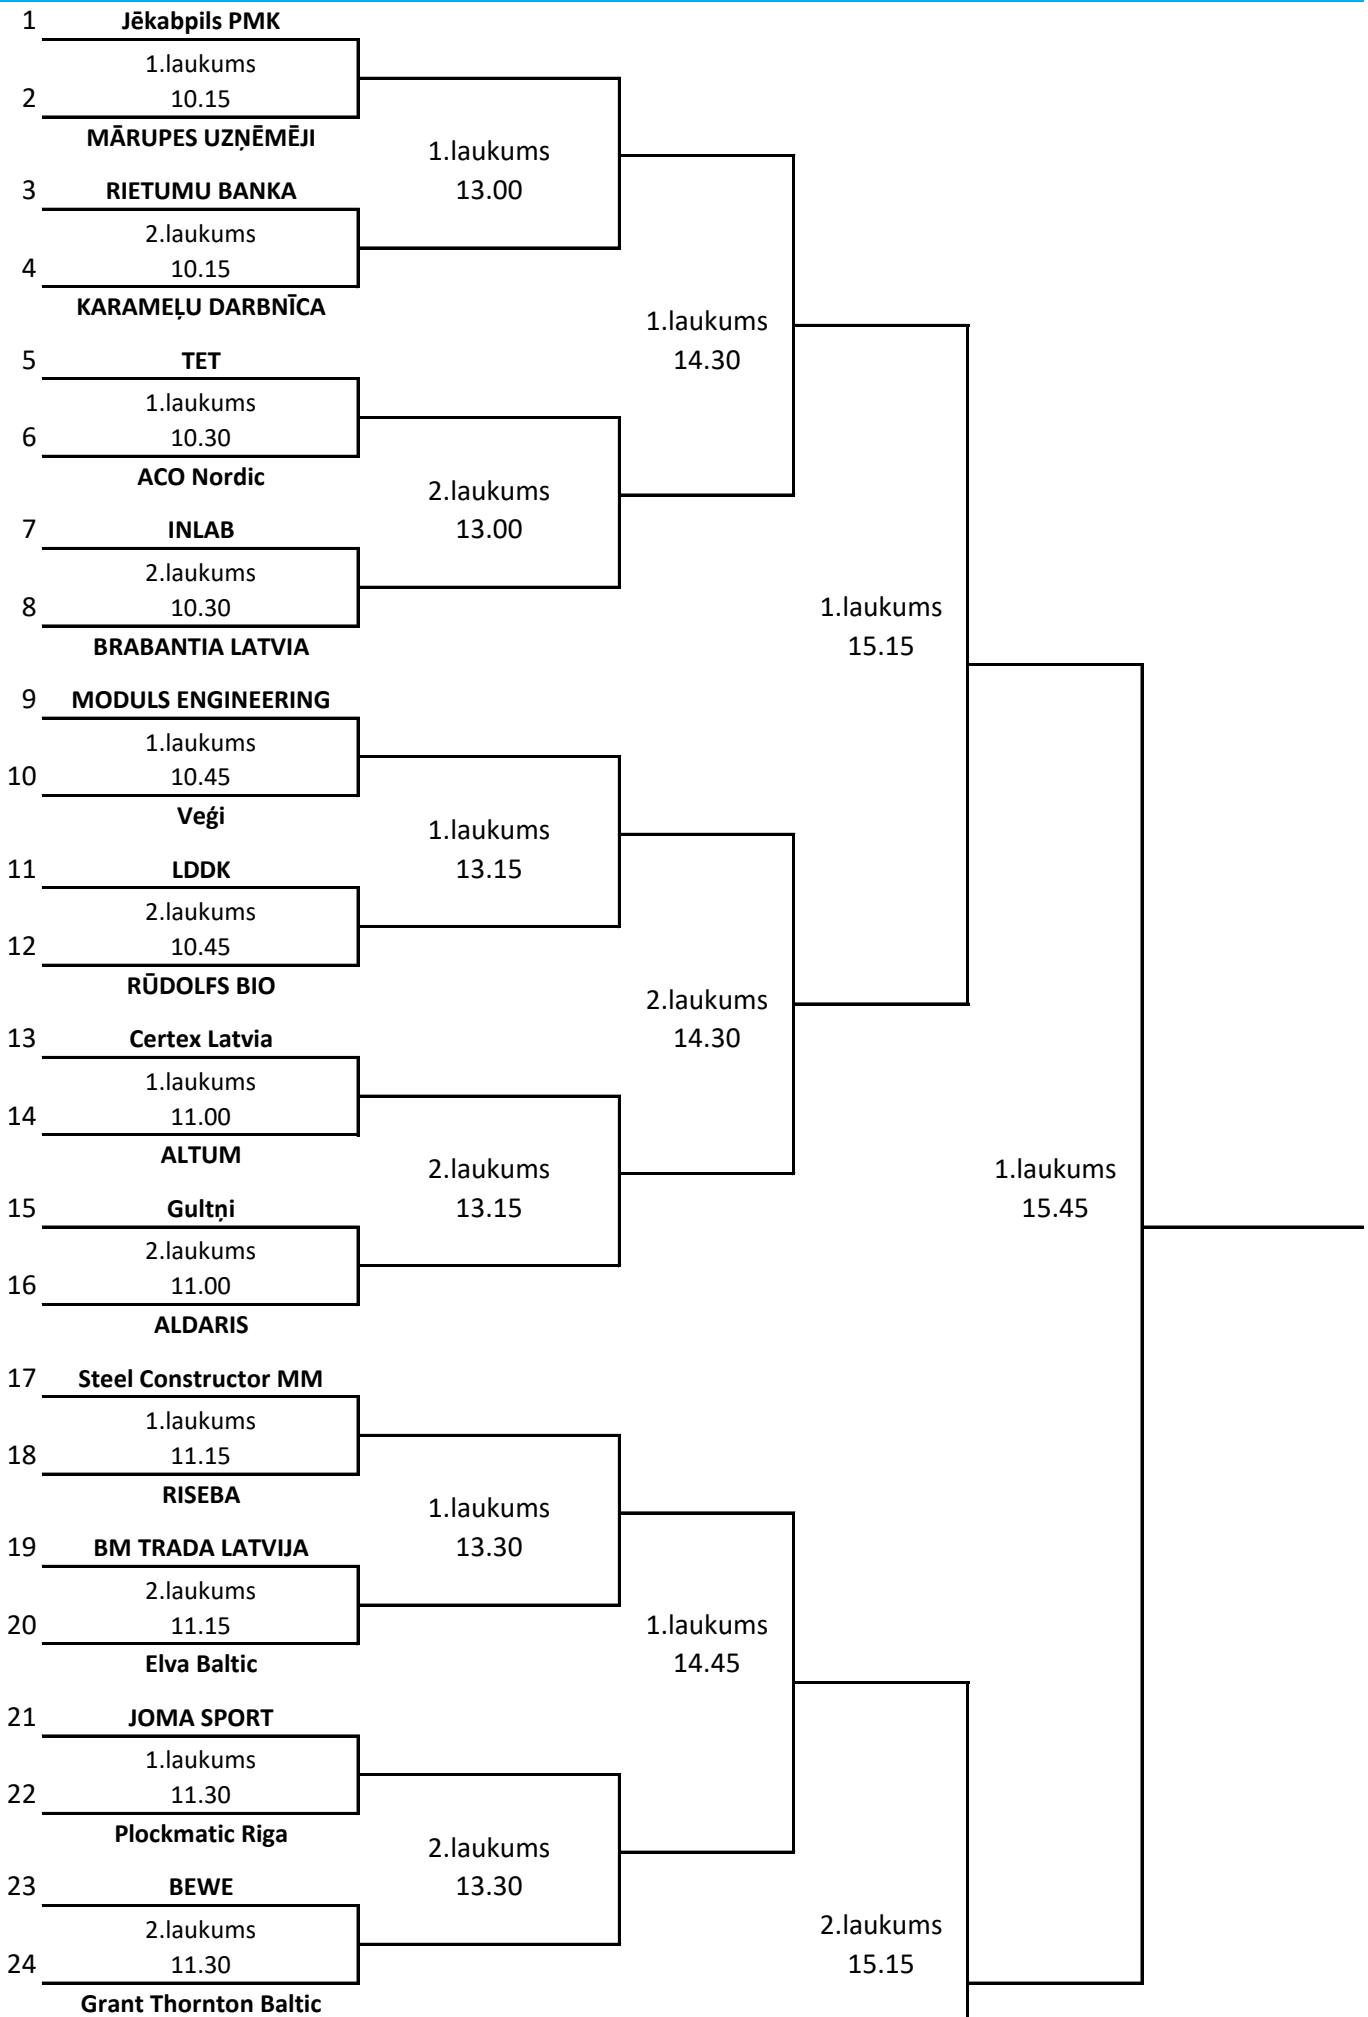 1 Jēkabpils PMK
1.laukums
2 10.15
MĀRUPES UZŅĒMĒJI
1.laukums
13.00
3 RIETUMU BANKA
2.laukums
4 10.15
KARAMEĻU DARBNĪCA
1.laukums
14.30
5 TET
1.laukums
6 10.30
ACO Nordic
2.laukums
13.00
7 INLAB
2.laukums
8 10.30
BRABANTIA LATVIA
1.laukums
15.15
9 MODULS ENGINEERING
1.laukums
10 10.45
Veģi
1.laukums
13.15
11 LDDK
2.laukums
12 10.45
RŪDOLFS BIO
2.laukums
14.30
13 Certex Latvia
1.laukums
14 11.00
ALTUM
2.laukums
13.15
1.laukums
15.45
15 Gultņi
2.laukums
16 11.00
ALDARIS
17 Steel Constructor MM
1.laukums
18 11.15
RISEBA
1.laukums
13.30
19 BM TRADA LATVIJA
2.laukums
20 11.15
Elva Baltic
1.laukums
14.45
21 JOMA SPORT
1.laukums
22 11.30
Plockmatic Riga
2.laukums
13.30
23 BEWE
2.laukums
24 11.30
Grant Thornton Baltic
2.laukums
15.15